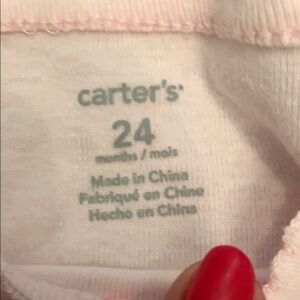 carter's
24
months / mois
Made in China
Fabriqué en Chine
Hecho en China